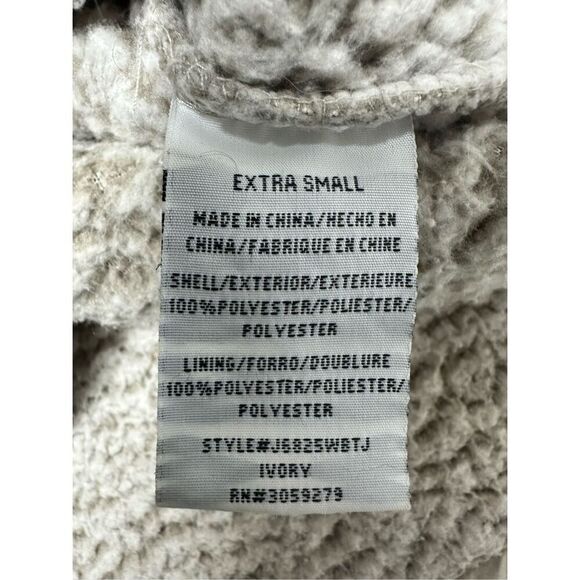 EXTRA SMALL
MADE IN CHINA/HECHO EN
CHINA/FABRIQUE EN CHINE
SHELL/EXTERIOR/EXTERIEURE
100%POLYESTER/POLIESTER/
POLYESTER
LINING/FORRO/DOUBLURE
100%POLYESTER/POLIESTER/
POLYESTER
STYLE#J6825WBTJ
IVORY
RN#3059279